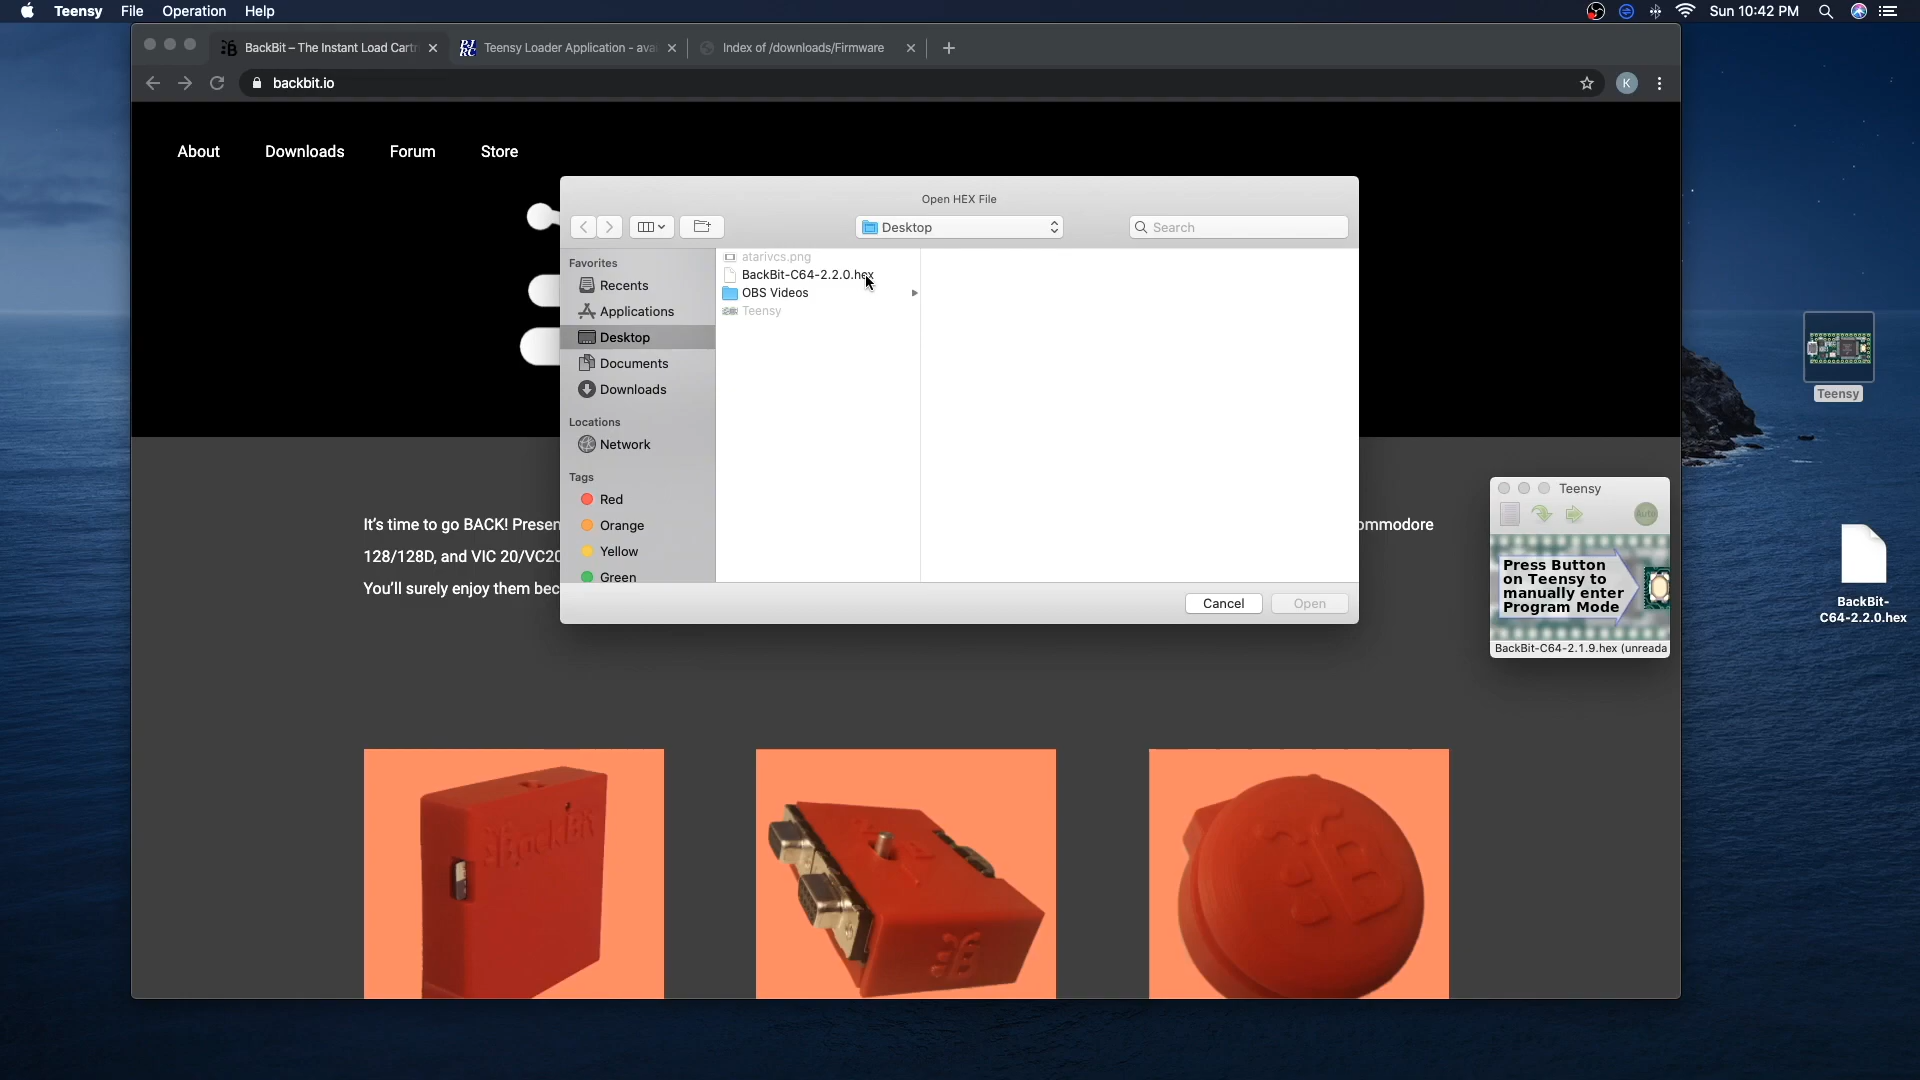 Teensy File Operation Help Sun 10:42 PM
BackBit – The Instant Load Cart
Teensy Loader Application - ava
Index of /downloads/Firmware
backbit.io
K
About Downloads Forum Store
Open HEX File
Desktop
Search
Favorites
Recents
Applications
Desktop
Documents
Downloads
Locations
Network
Tags
Red
Orange
Yellow
Green
atarivcs.png
BackBit-C64-2.2.0.hex
OBS Videos
Teensy
Cancel Open
It's time to go BACK! Presen
ommodore
128/128D, and VIC 20/VC20
You'll surely enjoy them bec
Teensy
Auto
Press Button
on Teensy to
manually enter
Program Mode
BackBit-C64-2.1.9.hex (unreada
Teensy
BackBit-
C64-2.2.0.hex
BackBit